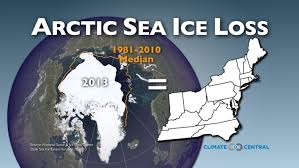 ARCTIC SEA ICE LOSS
1981-2010
Median
2013
=
CLIMATE CENTRAL